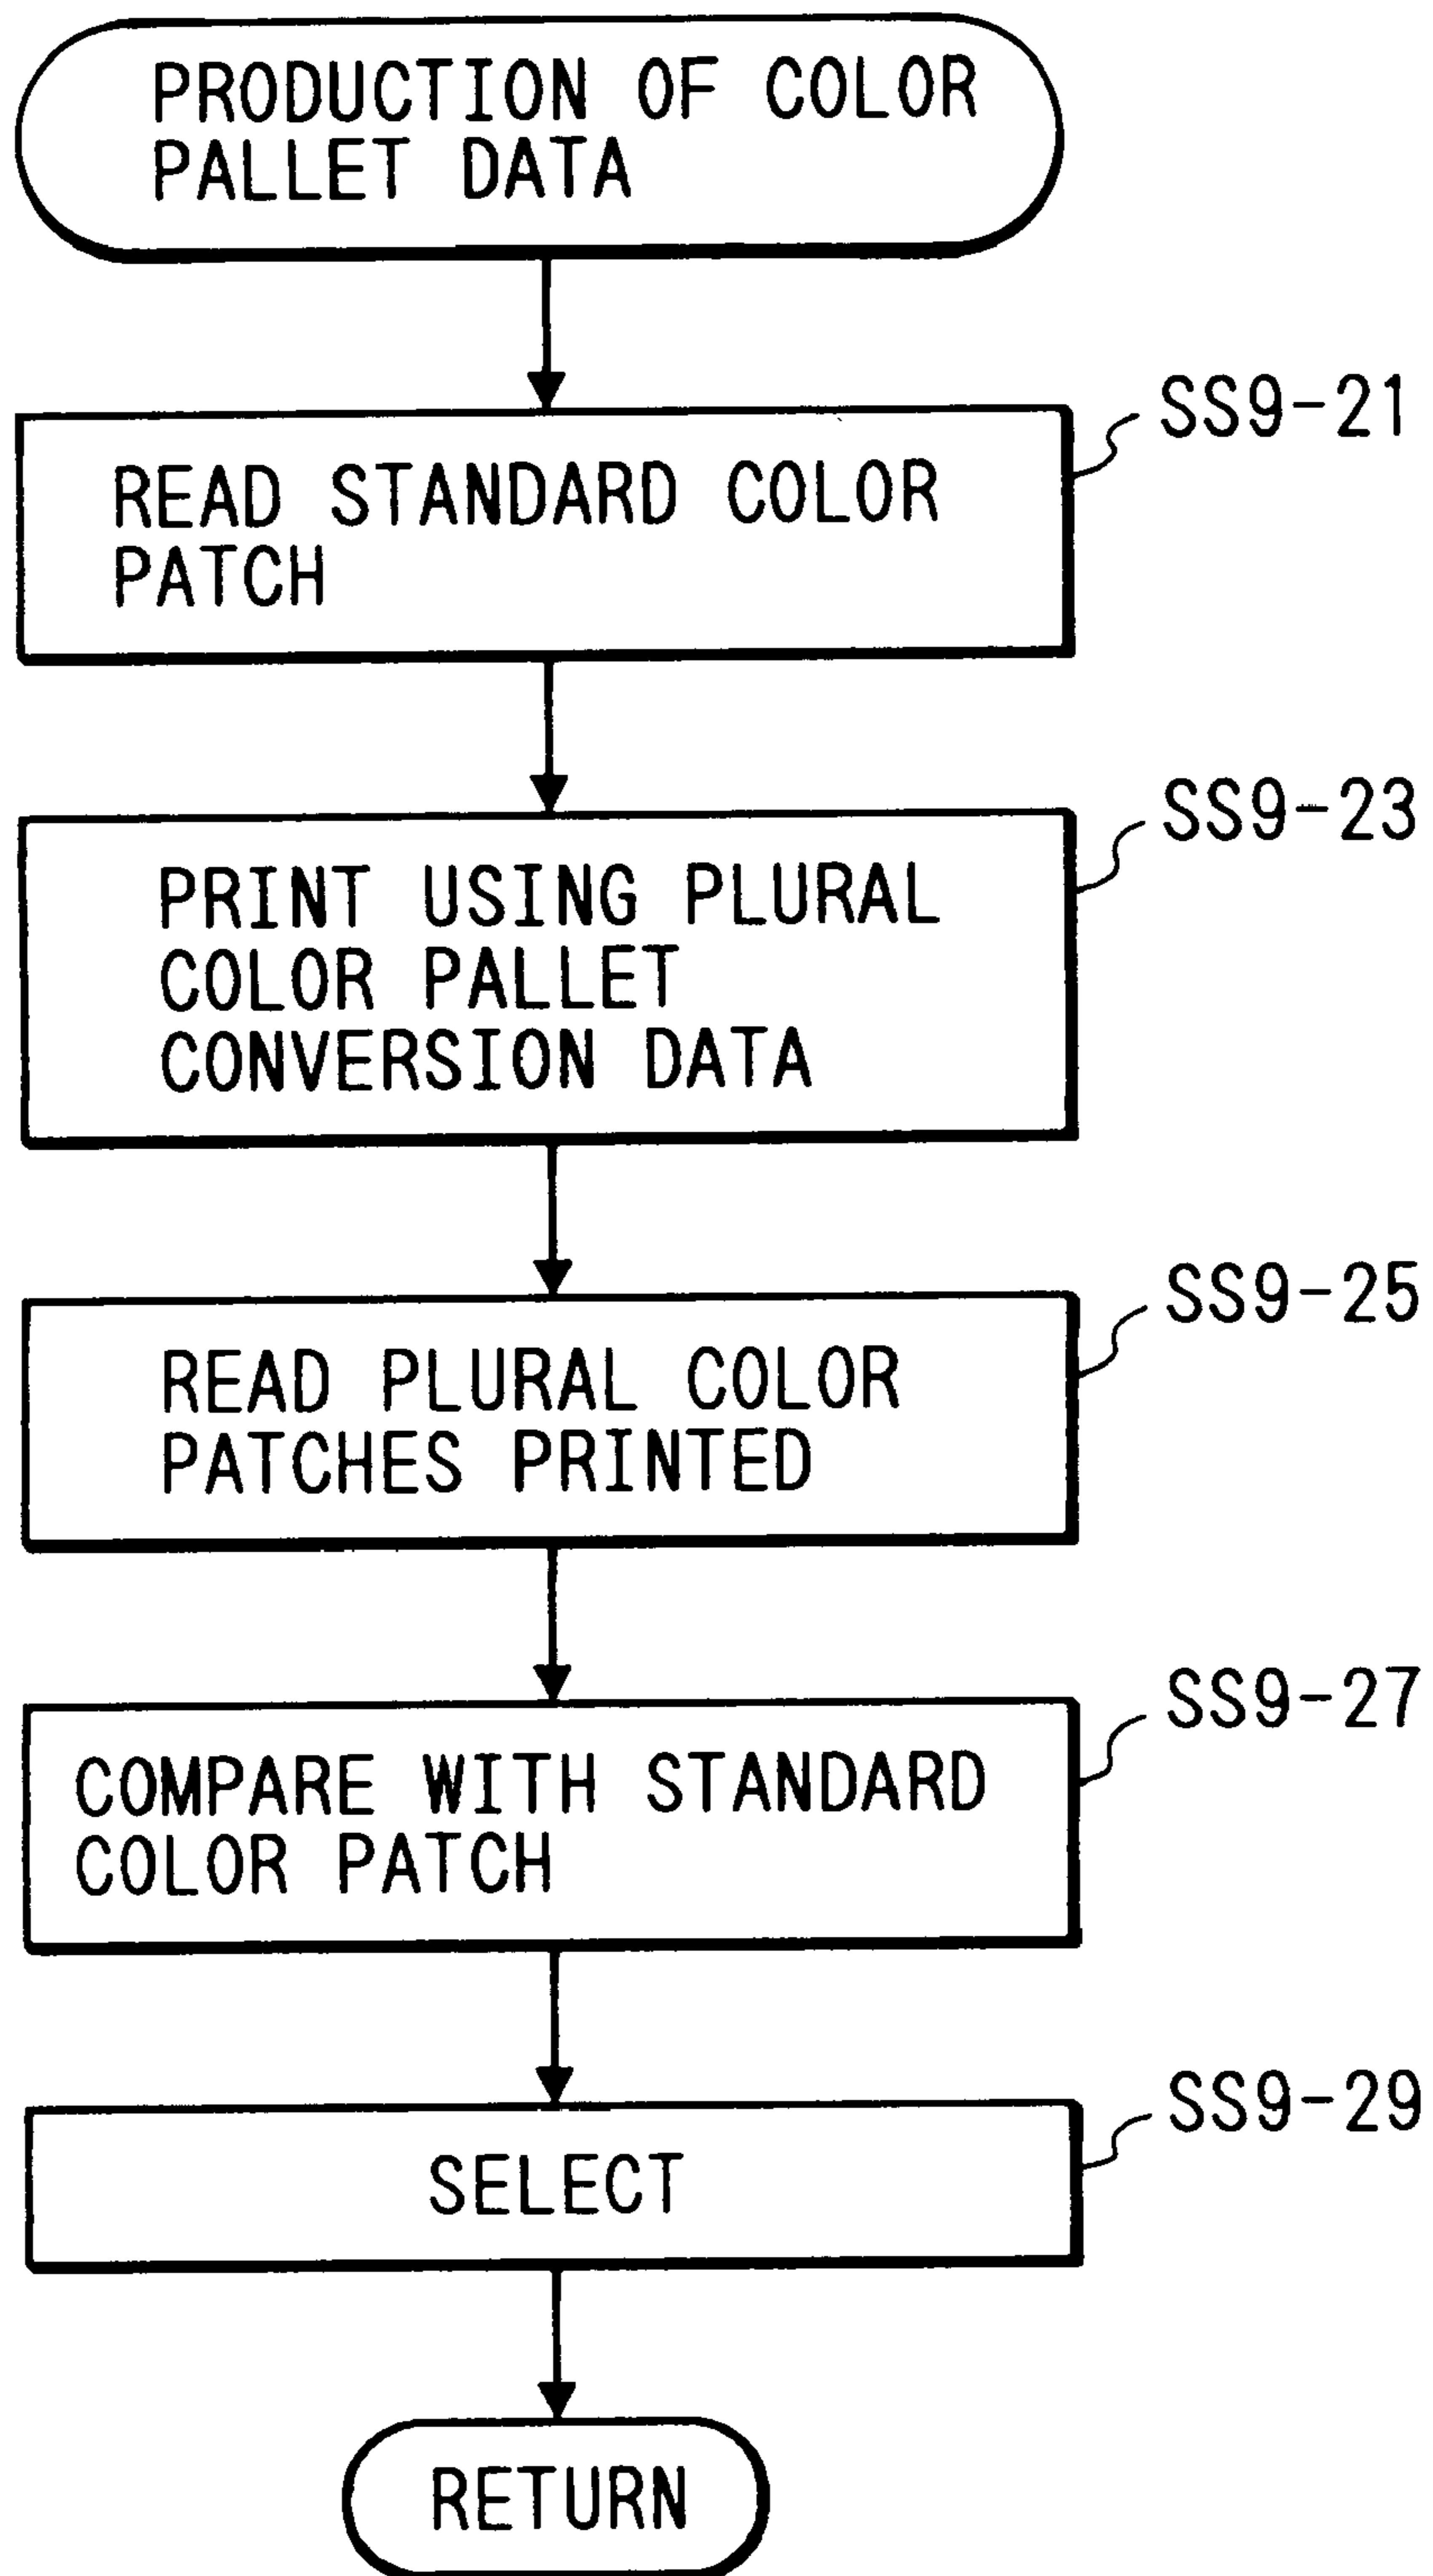 PRODUCTION OF COLOR
PALLET DATA
SS9-21
READ STANDARD COLOR
PATCH
SS9-23
PRINT USING PLURAL
COLOR PALLET
CONVERSION DATA
SS9-25
READ PLURAL COLOR
PATCHES PRINTED
SS9-27
COMPARE WITH STANDARD
COLOR PATCH
SS9-29
SELECT
RETURN